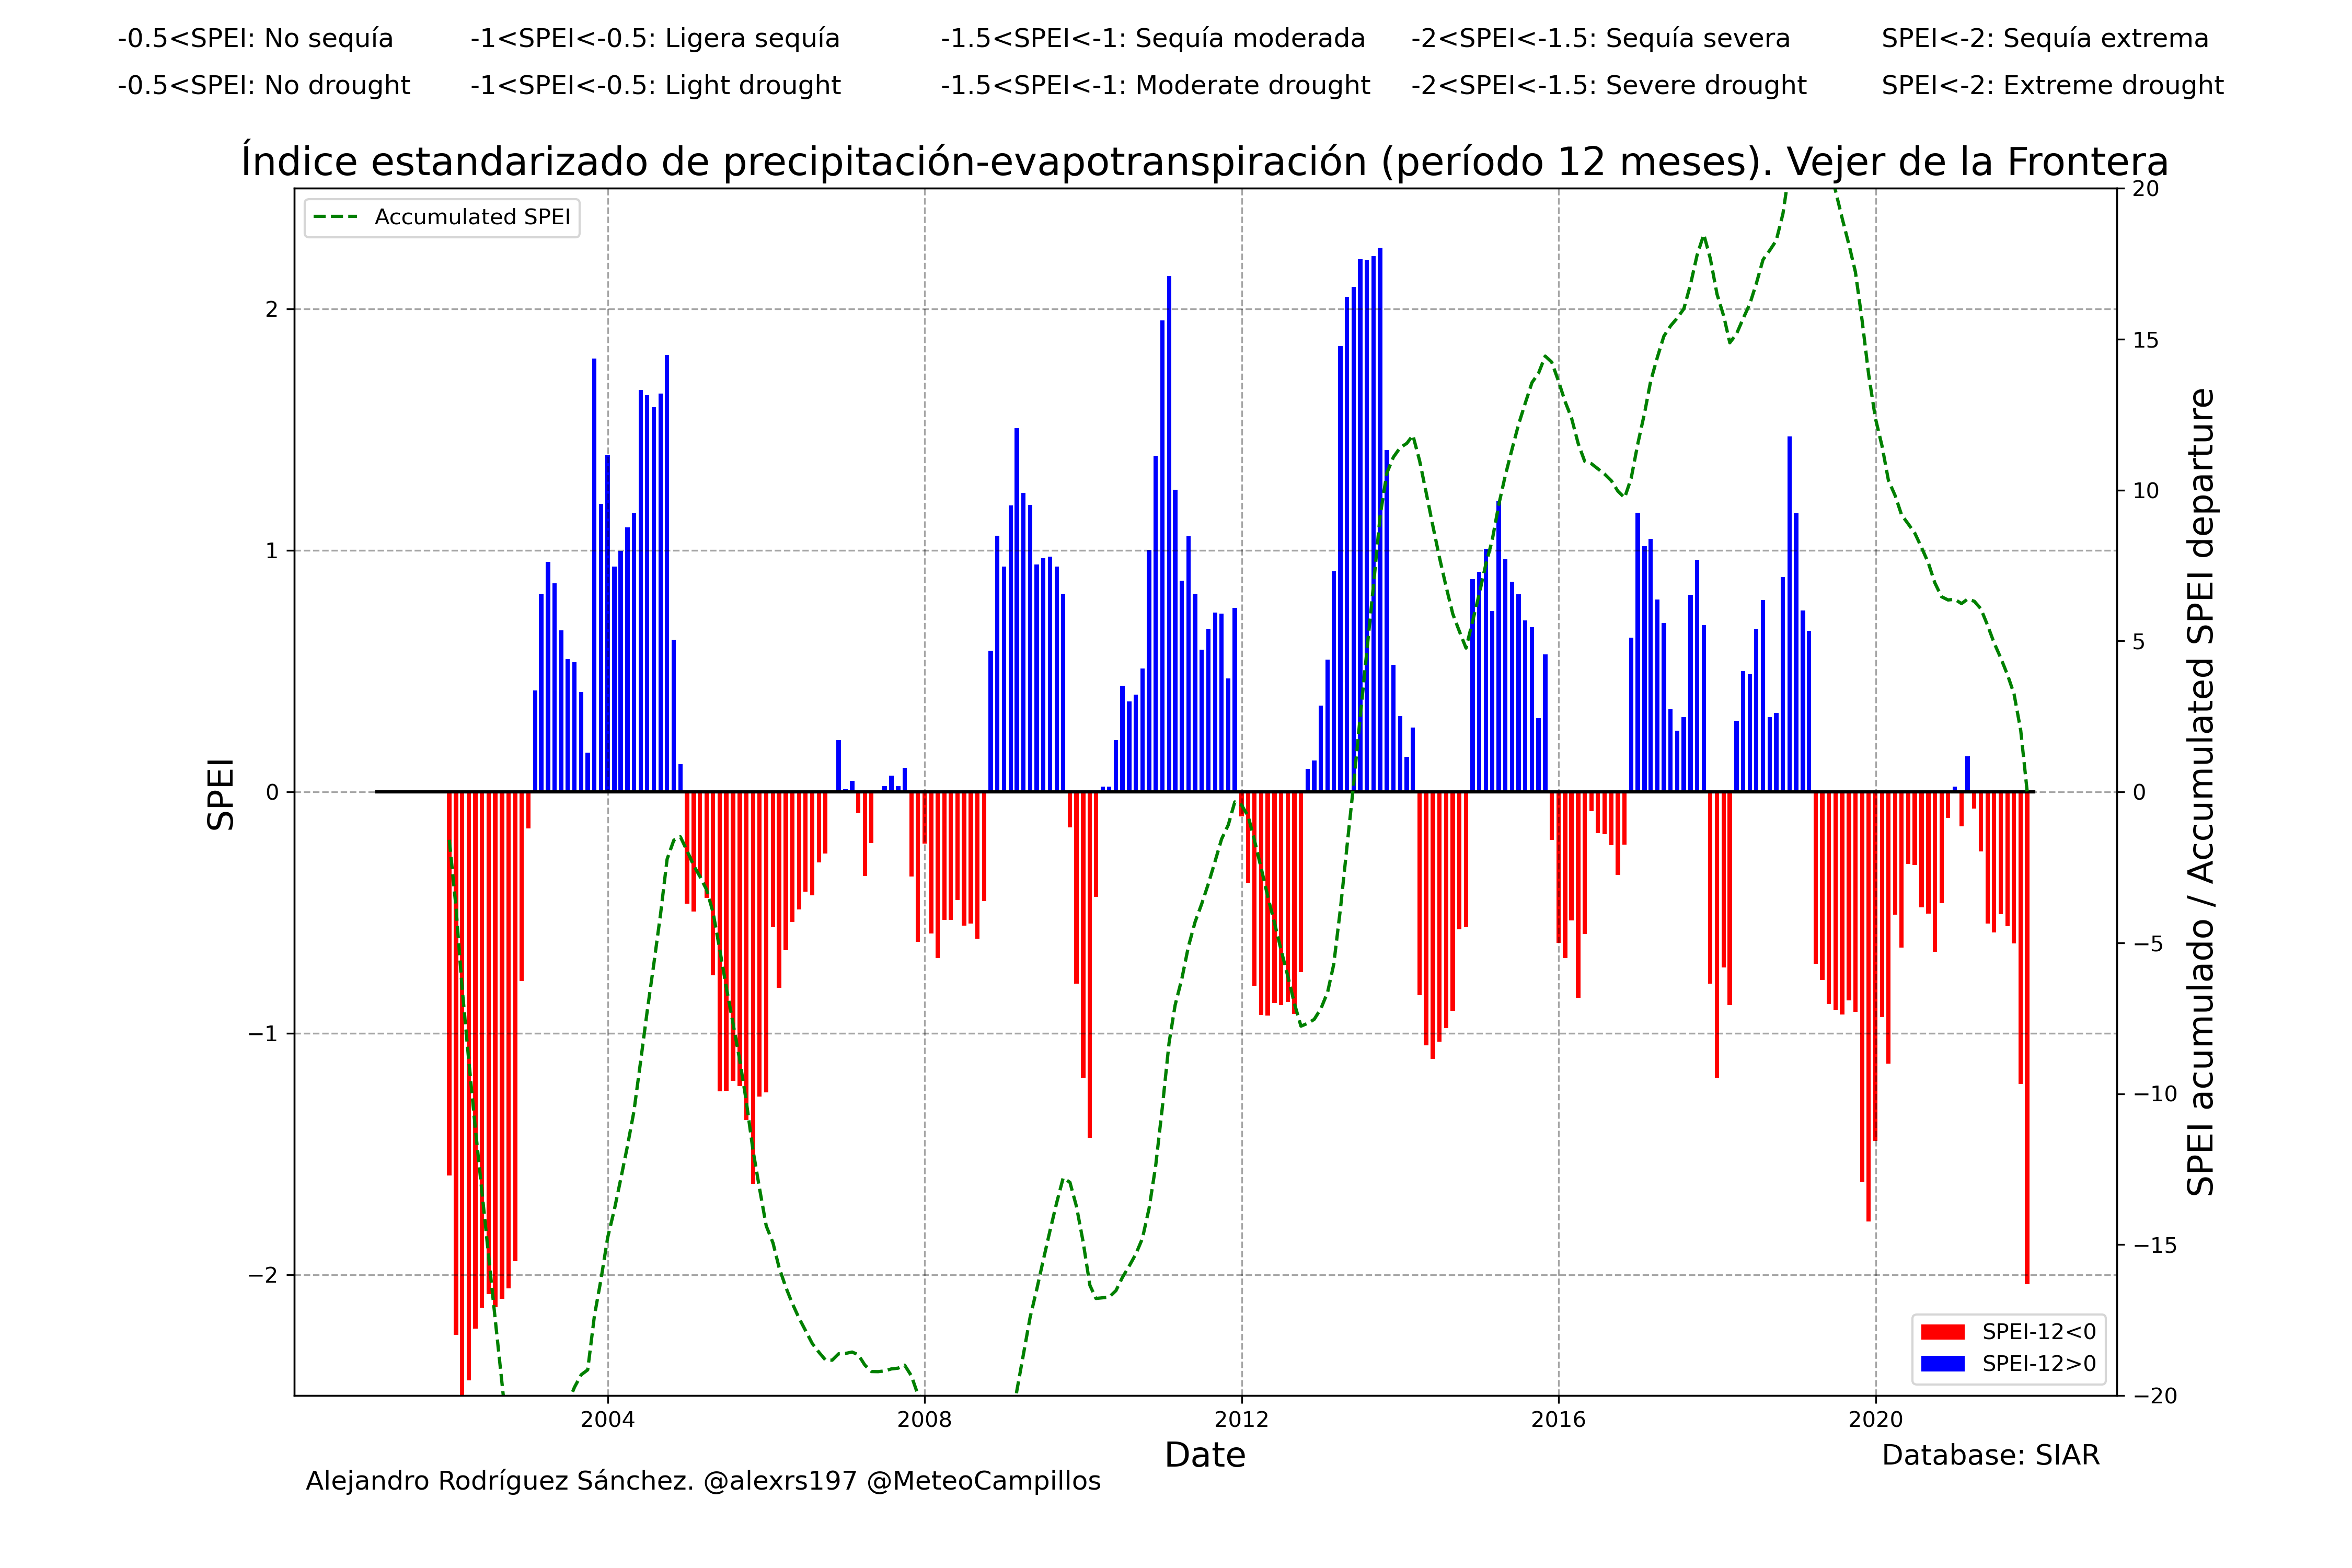 -0.5<SPEI: No sequía -1<SPEI<-0.5: Ligera sequía -1.5<SPEI<-1: Sequía moderada -2<SPEI<-1.5: Sequía severa SPEI<-2: Sequía extrema
-0.5<SPEI: No drought -1<SPEI<-0.5: Light drought -1.5<SPEI<-1: Moderate drought -2<SPEI<-1.5: Severe drought SPEI<-2: Extreme drought
Índice estandarizado de precipitación-evapotranspiración (período 12 meses). Vejer de la Frontera
Accumulated SPEI
SPEI
2
1
0
−1
−2
20
15
10
5
0
−5
−10
−15
−20
SPEI acumulado / Accumulated SPEI departure
SPEI-12<0
SPEI-12>0
2004 2008 2012 2016 2020
Date
Database: SIAR
Alejandro Rodríguez Sánchez. @alexrs197 @MeteoCampillos